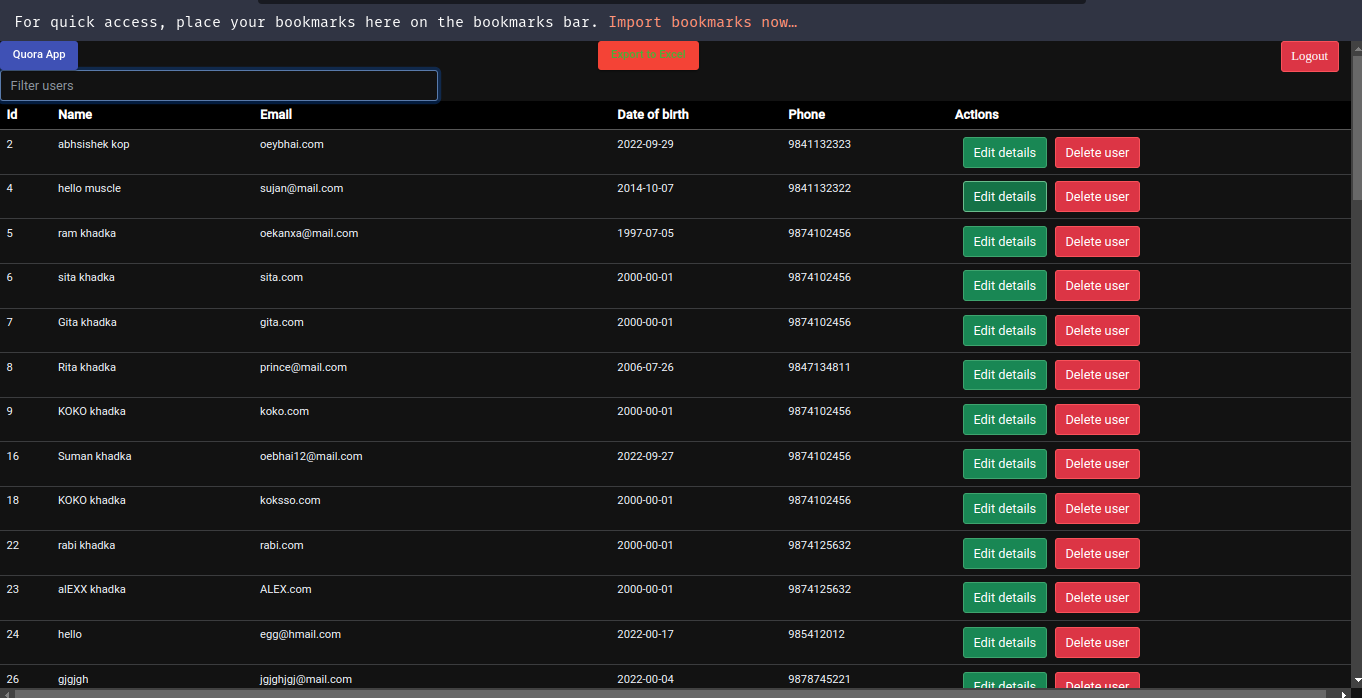 For quick access, place your bookmarks here on the bookmarks bar. Import bookmarks now…
Quora App Export to Excel Logout
Filter users
Id Name Email Date of birth Phone Actions
2 abhsishek kop oeybhai.com 2022-09-29 9841132323 Edit details Delete user
4 hello muscle sujan@mail.com 2014-10-07 9841132322 Edit details Delete user
5 ram khadka oekanxa@mail.com 1997-07-05 9874102456 Edit details Delete user
6 sita khadka sita.com 2000-00-01 9874102456 Edit details Delete user
7 Gita khadka gita.com 2000-00-01 9874102456 Edit details Delete user
8 Rita khadka prince@mail.com 2006-07-26 9847134811 Edit details Delete user
9 KOKO khadka koko.com 2000-00-01 9874102456 Edit details Delete user
16 Suman khadka oebhai12@mail.com 2022-09-27 9874102456 Edit details Delete user
18 KOKO khadka koksso.com 2000-00-01 9874102456 Edit details Delete user
22 rabi khadka rabi.com 2000-00-01 9874125632 Edit details Delete user
23 alEXX khadka ALEX.com 2000-00-01 9874125632 Edit details Delete user
24 hello egg@hmail.com 2022-00-17 985412012 Edit details Delete user
26 gjgjgh jgjghjgj@mail.com 2022-00-04 9878745221 Edit details Delete user